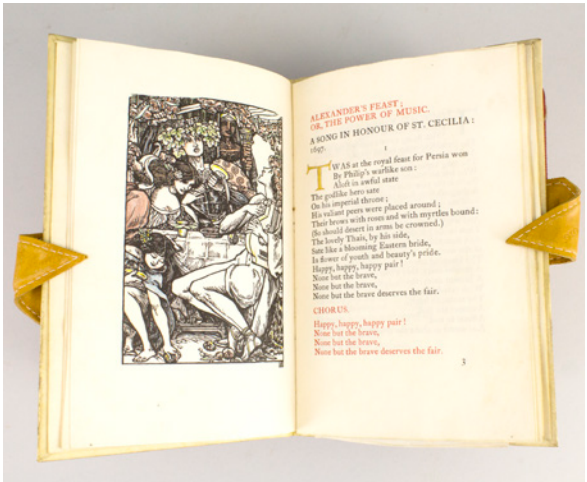 ALEXANDER'S FEAST;
OR, THE POWER OF MUSIC.
A SONG IN HONOUR OF ST. CECILIA:
1697.
I
TWAS at the royal feast for Persia won
By Philip's warlike son:
Aloft in awful state
The godlike hero sate
On his imperial throne;
His valiant peers were placed around;
Their brows with roses and with myrtles bound:
(So should desert in arms be crowned.)
The lovely Thais, by his side,
Sate like a blooming Eastern bride,
In flower of youth and beauty's pride.
Happy, happy, happy pair!
None but the brave,
None but the brave,
None but the brave deserves the fair.
CHORUS.
Happy, happy, happy pair!
None but the brave,
None but the brave,
None but the brave deserves the fair.
3